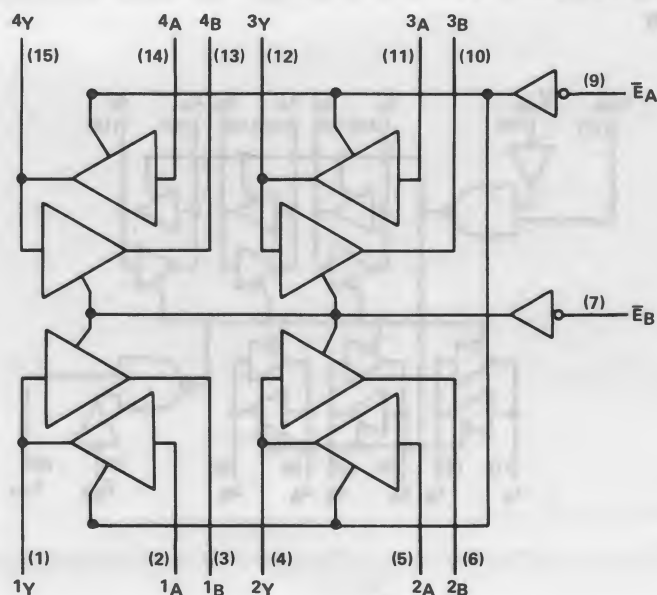 4Y 4A 4B 3Y 3A 3B
(15) (14) (13) (12) (11) (10) (9) ĒA
(7) ĒB
(1) (2) (3) (4) (5) (6)
1Y 1A 1B 2Y 2A 2B